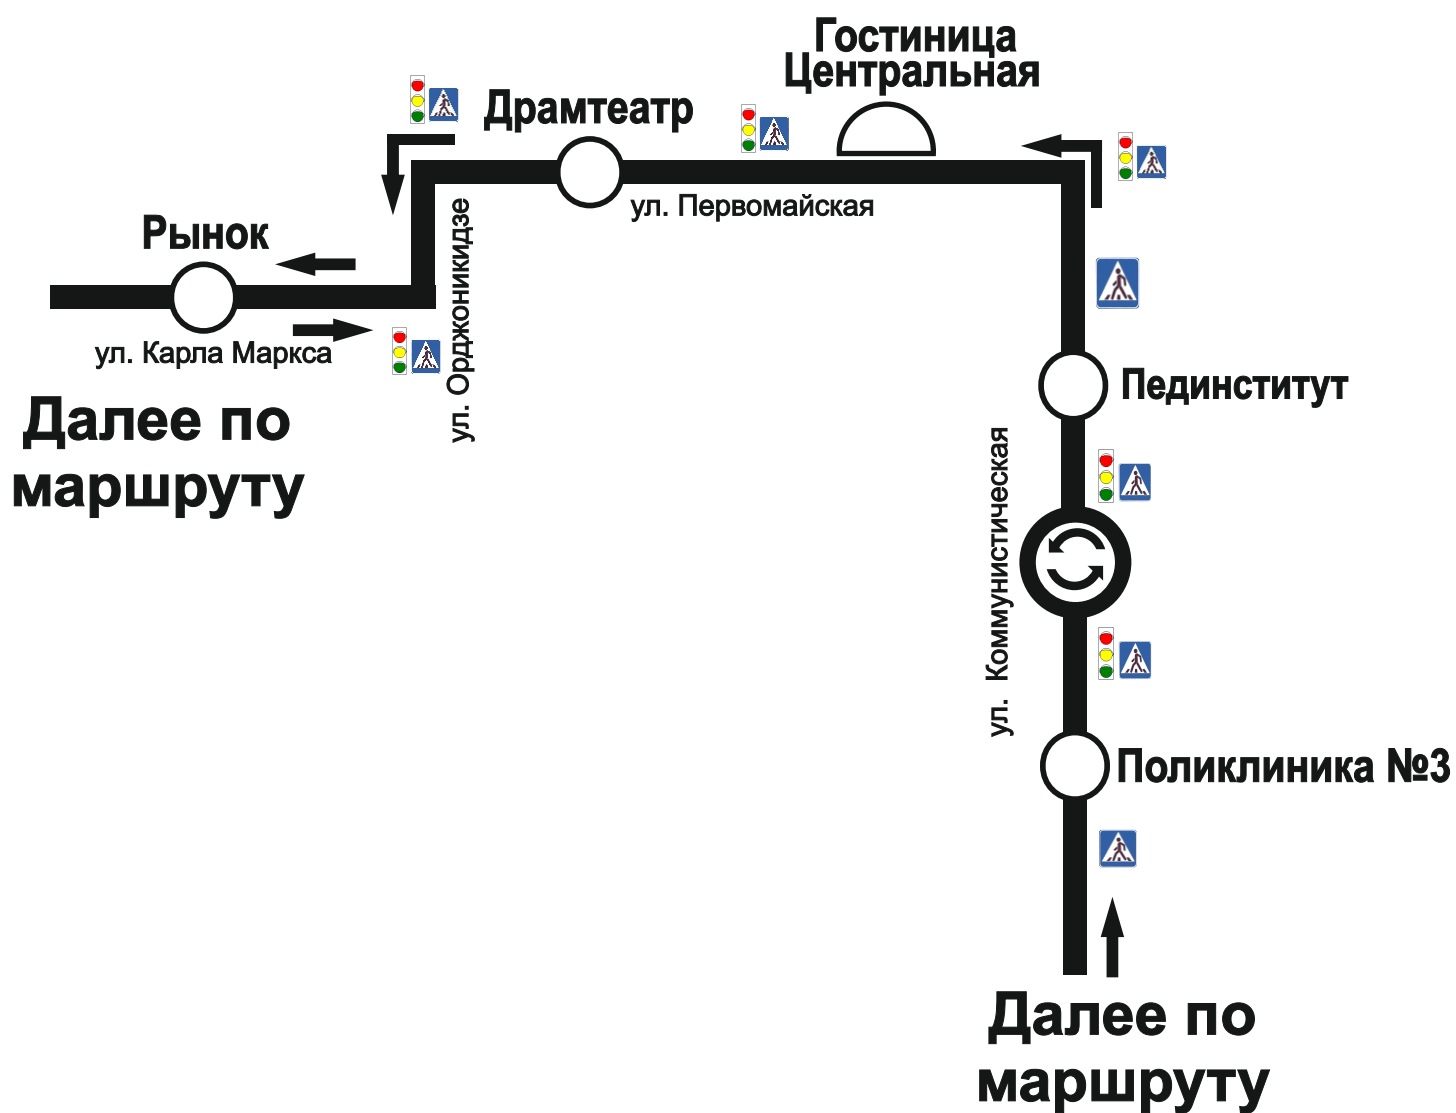 Гостиница
Центральная
Драмтеатр
ул. Первомайская
Рынок
ул. Карла Маркса
ул. Орджоникидзе
Далее по
маршруту
Пединститут
ул. Коммунистическая
Поликлиника №3
Далее по
маршруту